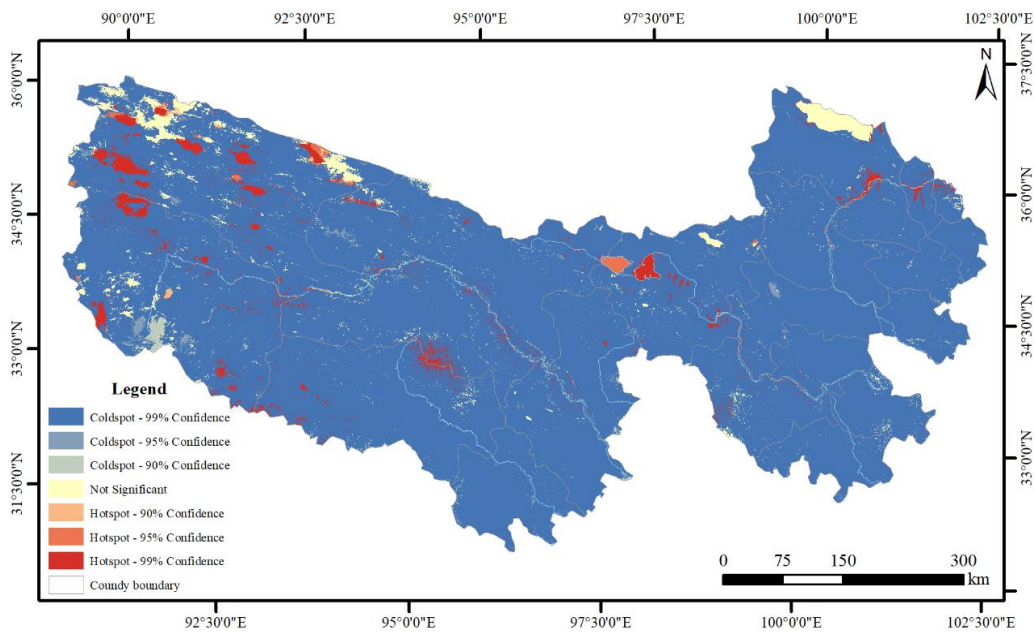 90°0'0"E 92°30'0"E 95°0'0"E 97°30'0"E 100°0'0"E 102°30'0"E
N
36°0'0"N
34°30'0"N
33°0'0"N
31°30'0"N
37°30'0"N
36°0'0"N
34°30'0"N
33°0'0"N
Legend
Coldspot - 99% Confidence
Coldspot - 95% Confidence
Coldspot - 90% Confidence
Not Significant
Hotspot - 90% Confidence
Hotspot - 95% Confidence
Hotspot - 99% Confidence
Coundy boundary
0 75 150 300
km
92°30'0"E 95°0'0"E 97°30'0"E 100°0'0"E 102°30'0"E